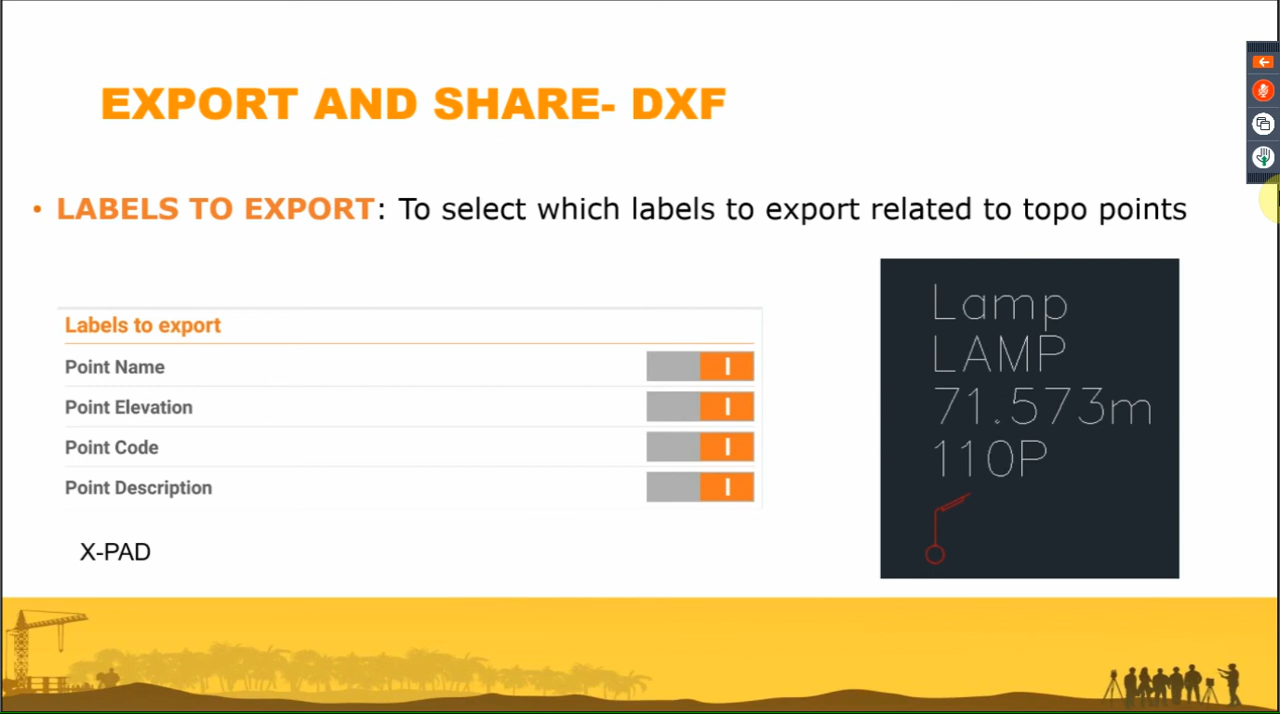 EXPORT AND SHARE- DXF
• LABELS TO EXPORT: To select which labels to export related to topo points
Labels to export
Point Name
Point Elevation
Point Code
Point Description
X-PAD
Lamp
LAMP
71.573m
110P